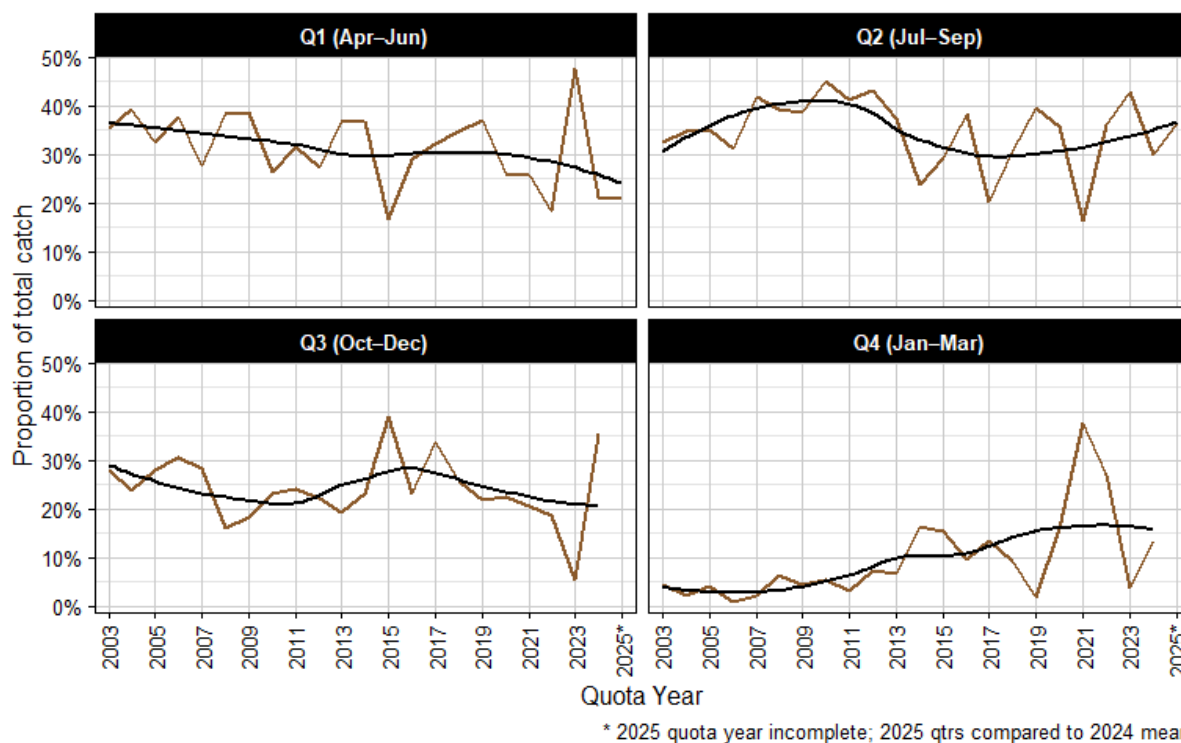 Q1 (Apr–Jun)
Q2 (Jul–Sep)
50%
40%
30%
20%
10%
0%
Q3 (Oct–Dec)
Q4 (Jan–Mar)
50%
40%
30%
20%
10%
0%
Proportion of total catch
2003 2005 2007 2009 2011 2013 2015 2017 2019 2021 2023 2025*
2003 2005 2007 2009 2011 2013 2015 2017 2019 2021 2023 2025*
Quota Year
* 2025 quota year incomplete; 2025 qtrs compared to 2024